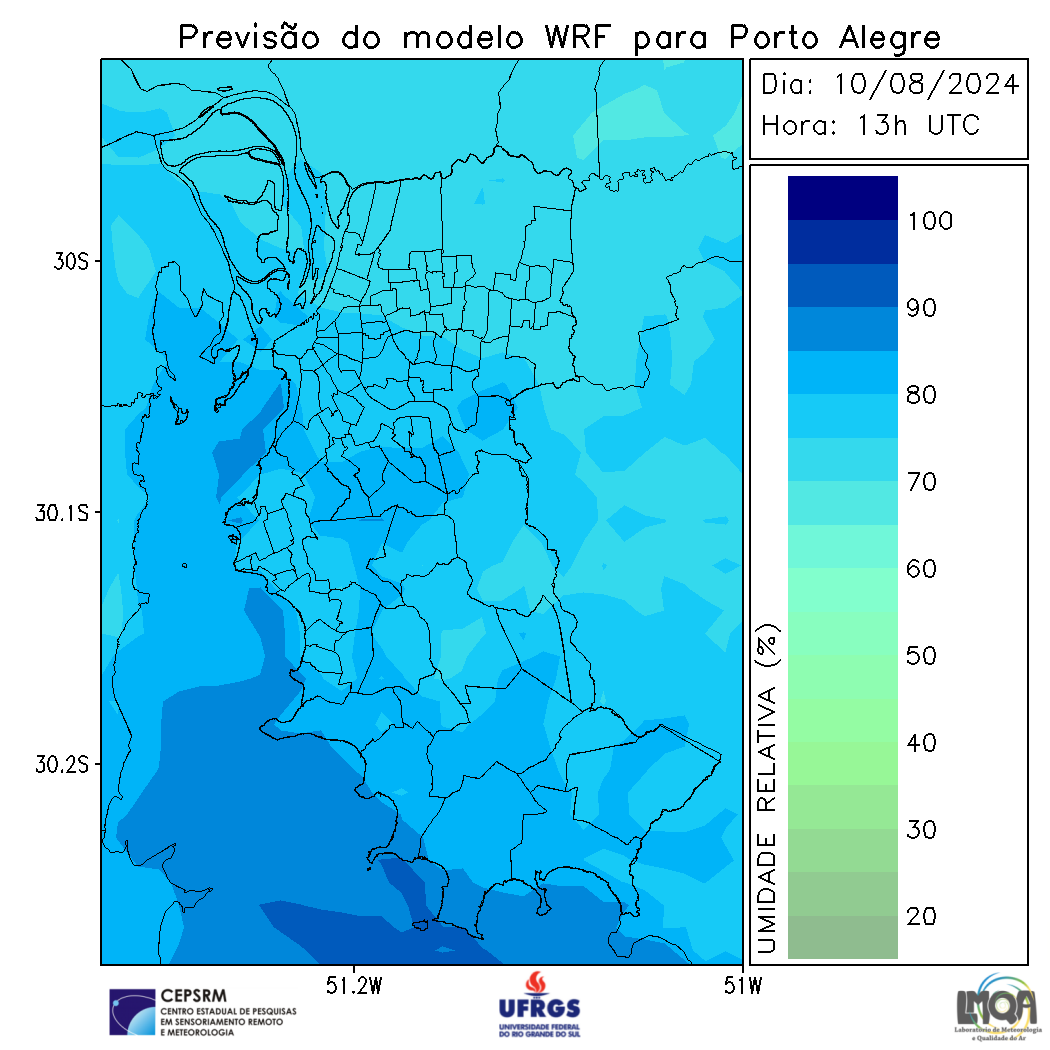 Previsão do modelo WRF para Porto Alegre
Dia: 10/08/2024
Hora: 13h UTC
30S
30.1S
30.2S
51.2W
51W
100
90
80
70
60
50
40
30
20
UMIDADE RELATIVA (%)
CEPSRM
CENTRO ESTADUAL DE PESQUISAS
EM SENSORIAMENTO REMOTO
E METEOROLOGIA
UFRGS
UNIVERSIDADE FEDERAL
DO RIO GRANDE DO SUL
LMQA
Laboratório de Meteorologia
e Qualidade do Ar